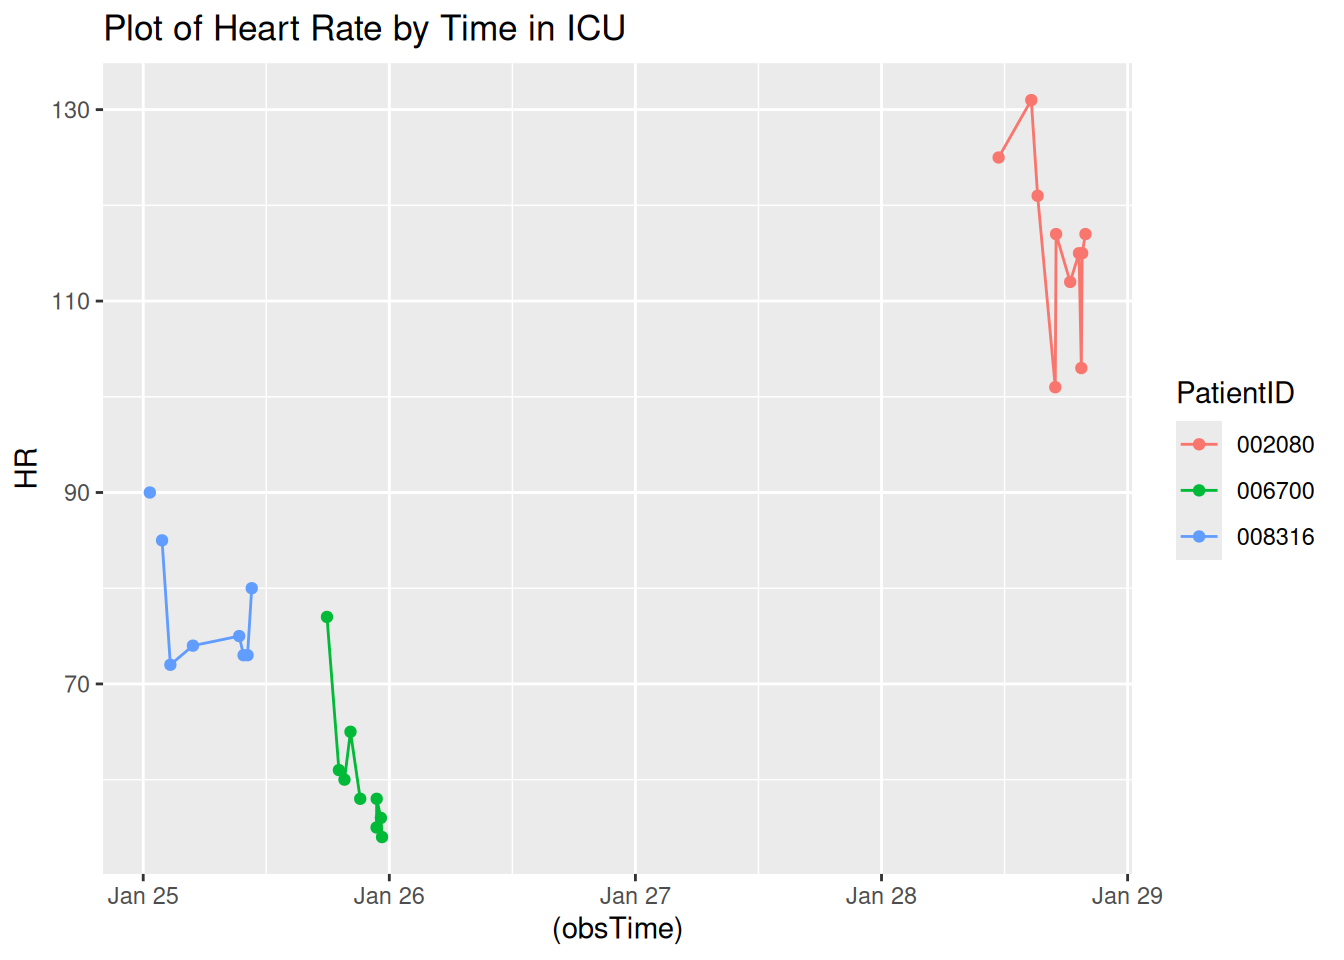 Plot of Heart Rate by Time in ICU
130
110
90
70
HR
Jan 25
Jan 26
Jan 27
Jan 28
Jan 29
(obsTime)
PatientID
002080
006700
008316